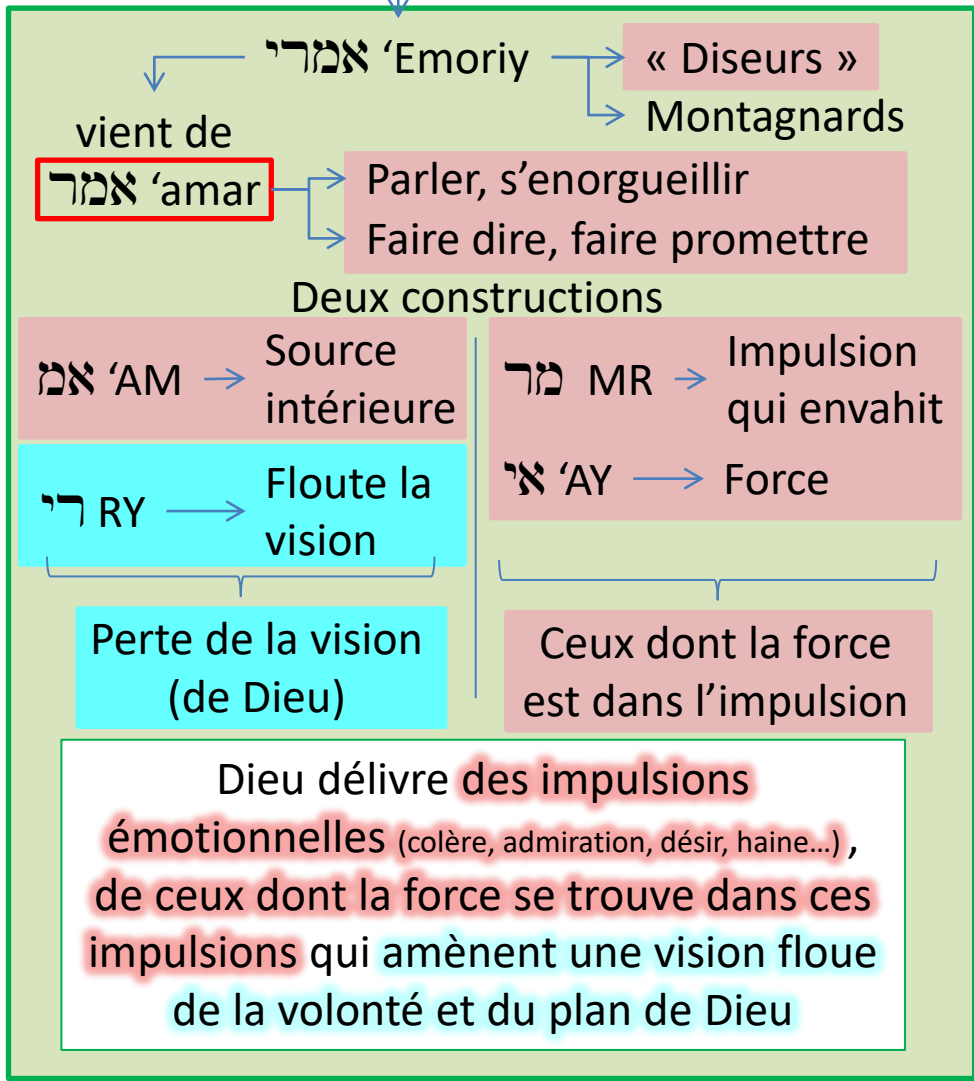 אמרי ‘Emoriy
« Diseurs »
Montagnards
vient de
אמר ‘amar
Parler, s'enorgueillir
Faire dire, faire promettre
Deux constructions
אמ ‘AM
Source
intérieure
רי RY
Floute la
vision
Perte de la vision
(de Dieu)
מר MR
Impulsion
qui envahit
אי ‘AY
Force
Ceux dont la force
est dans l’impulsion
Dieu délivre des impulsions
émotionnelles (colère, admiration, désir, haine…) ,
de ceux dont la force se trouve dans ces
impulsions qui amènent une vision floue
de la volonté et du plan de Dieu